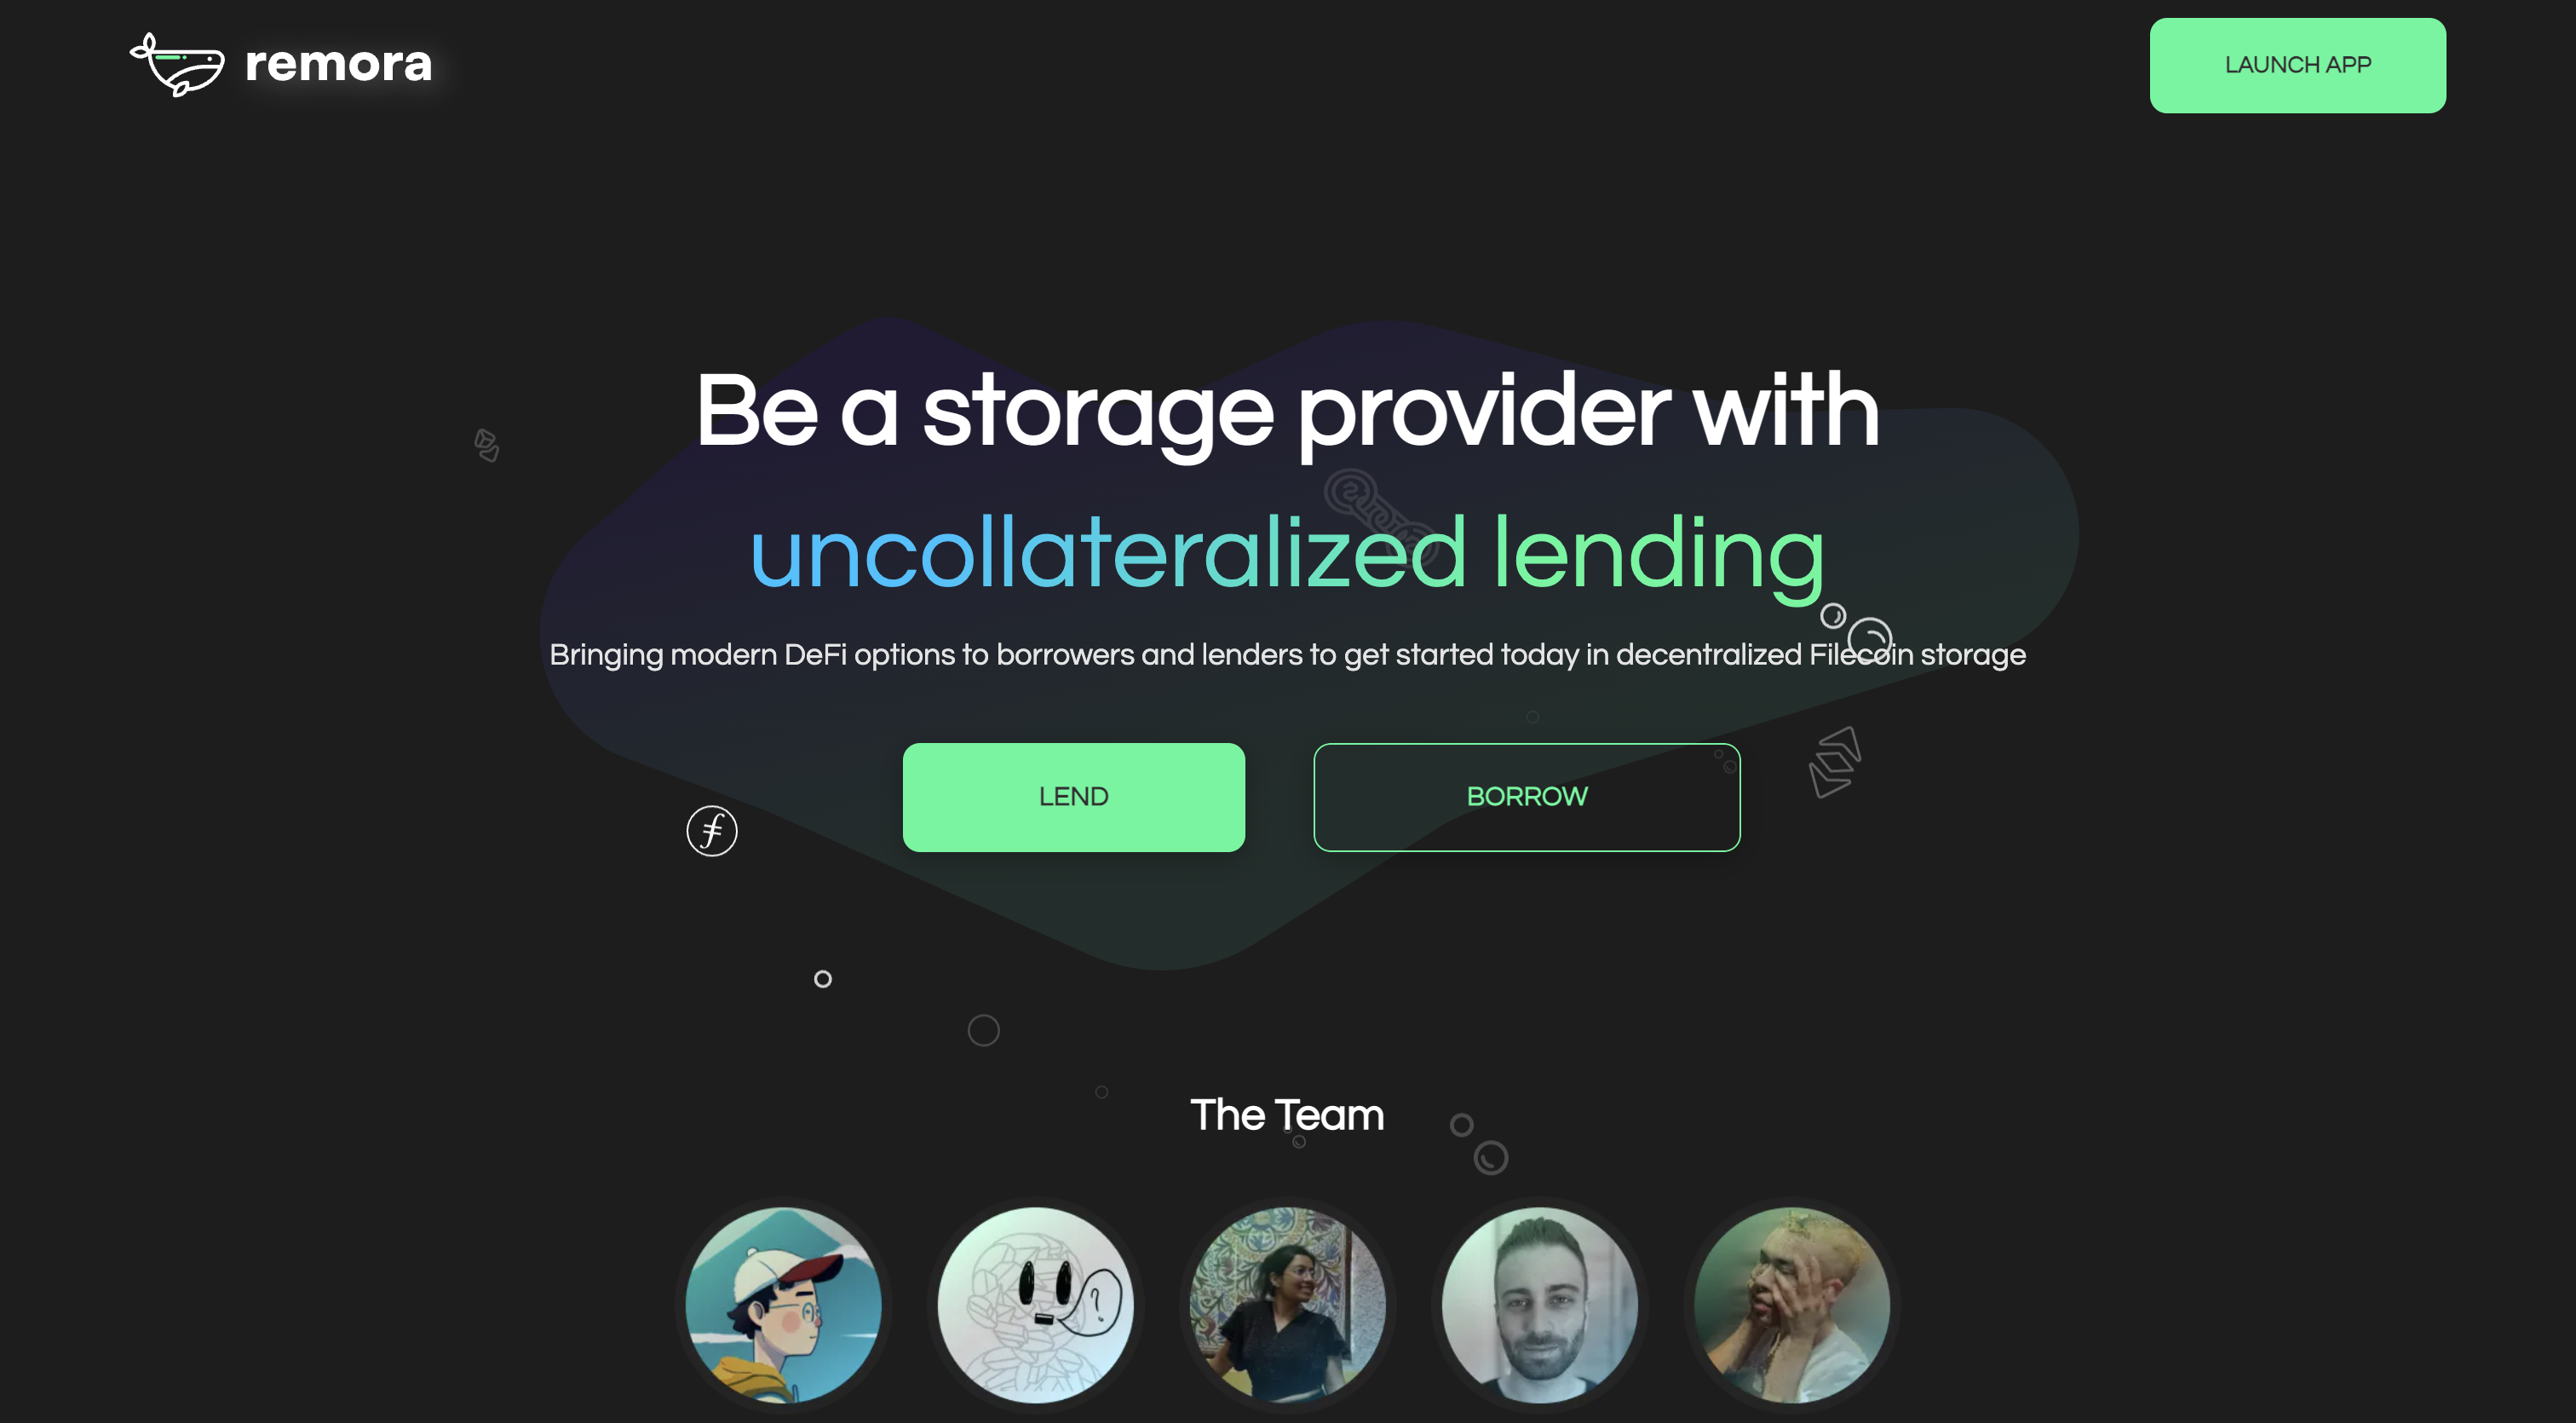 remora
LAUNCH APP
Be a storage provider with
uncollateralized lending
Bringing modern DeFi options to borrowers and lenders to get started today in decentralized Filecoin storage
LEND
BORROW
The Team
?